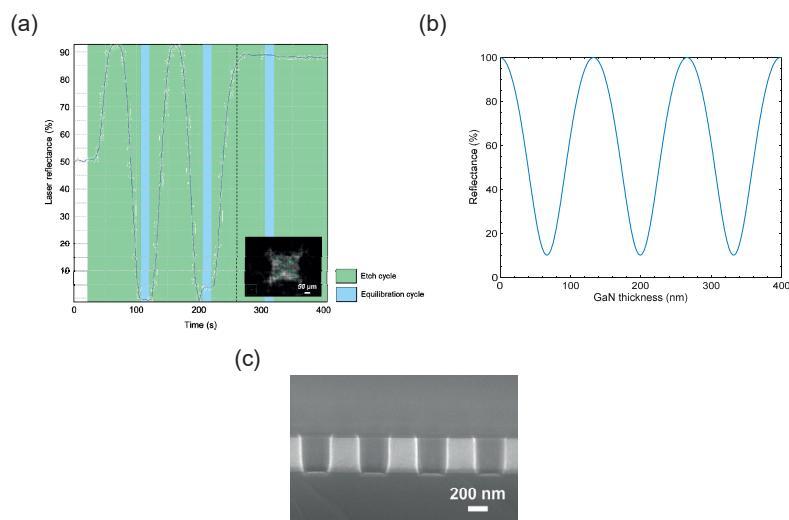 (a)
90
80
70
60
50
40
30
20
10
Laser reflectance (%)
0 100 200 300 400
Time (s)
50 μm
Etch cycle
Equilibration cycle
(b)
100
80
60
40
20
0
Reflectance (%)
0 100 200 300 400
GaN thickness (nm)
(c)
200 nm